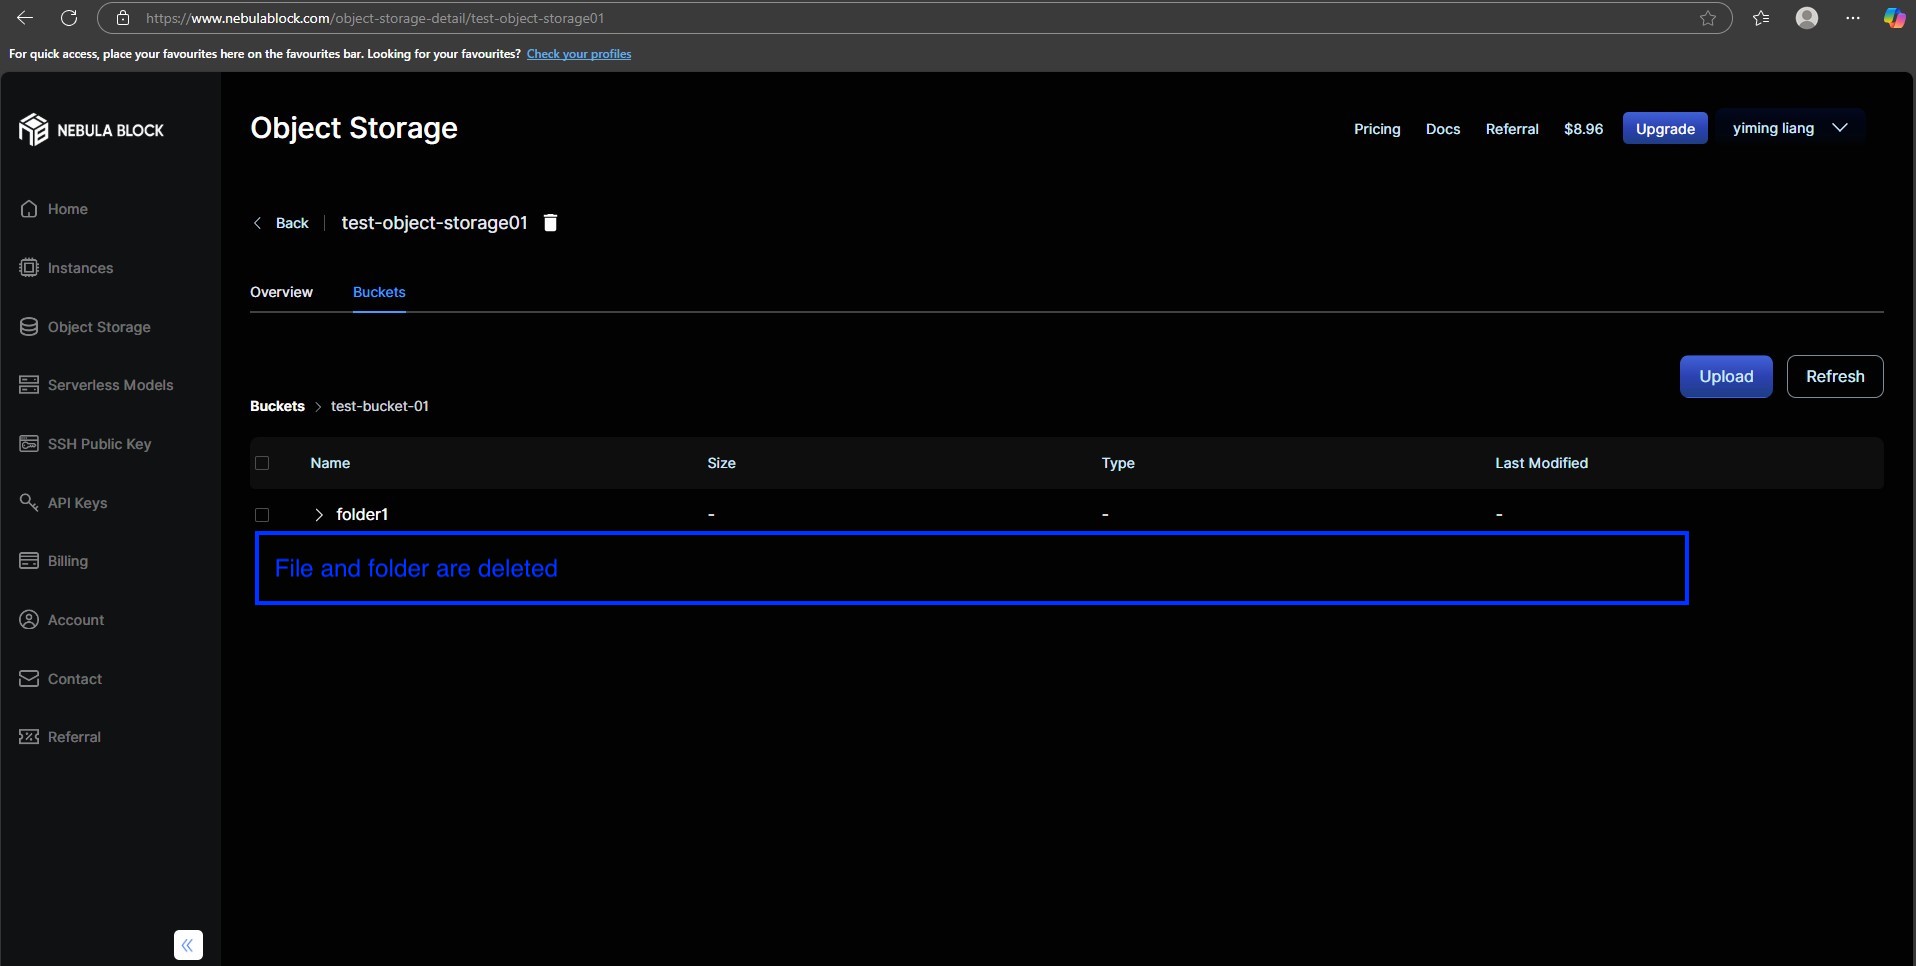 https://www.nebulablock.com/object-storage-detail/test-object-storage01
For quick access, place your favourites here on the favourites bar. Looking for your favourites? Check your profiles
NEBULA BLOCK
Home
Instances
Object Storage
Serverless Models
SSH Public Key
API Keys
Billing
Account
Contact
Referral
Object Storage
Pricing Docs Referral $8.96 Upgrade yiming liang
Back test-object-storage01
Overview Buckets
Upload Refresh
Buckets > test-bucket-01
Name Size Type Last Modified
folder1 - - -
File and folder are deleted